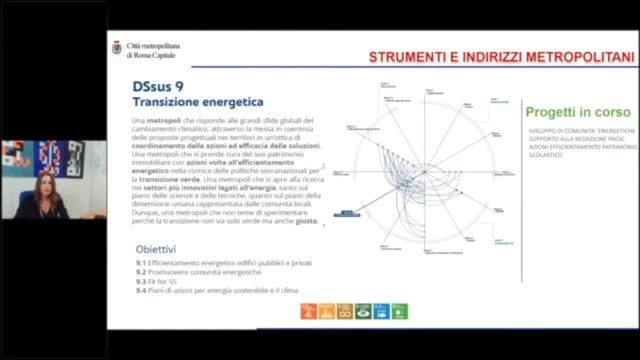 Città metropolitana
di Roma Capitale
STRUMENTI E INDIRIZZI METROPOLITANI
DSsus 9
Transizione energetica
Una metropoli che risponde alle grandi sfide globali del
cambiamento climatico, attraverso la messa in coerenza
delle proposte progettuali nei territori in un'ottica di
coordinamento delle azioni ed efficacia delle soluzioni.
Una metropoli che si prende cura del suo patrimonio
immobiliare con azioni volte all'efficientamento
energetico nella cornice delle politiche sovranazionali per
la transizione verde. Una metropoli che si apre alla ricerca
nei settori più innovativi legati all'energia, tanto sul
piano delle scienze e delle tecniche, quanto sul piano della
dimensione umana rappresentata dalle comunità locali.
Dunque, una metropoli che non teme di sperimentare
perché la transizione non sia solo verde ma anche giusta.
Obiettivi
9.1 Efficientamento energetico edifici pubblici e privati
9.2 Promuovere comunità energetiche
9.3 Fit for 55
9.4 Piani di azioni per energia sostenibile e il clima
Progetti in corso
SVILUPPO DI COMUNITA' ENERGETICHE
SUPPORTO ALLA REDAZIONE PAESC
AZIONI EFFICIENTAMENTO PATRIMONIO
SCOLASTICO